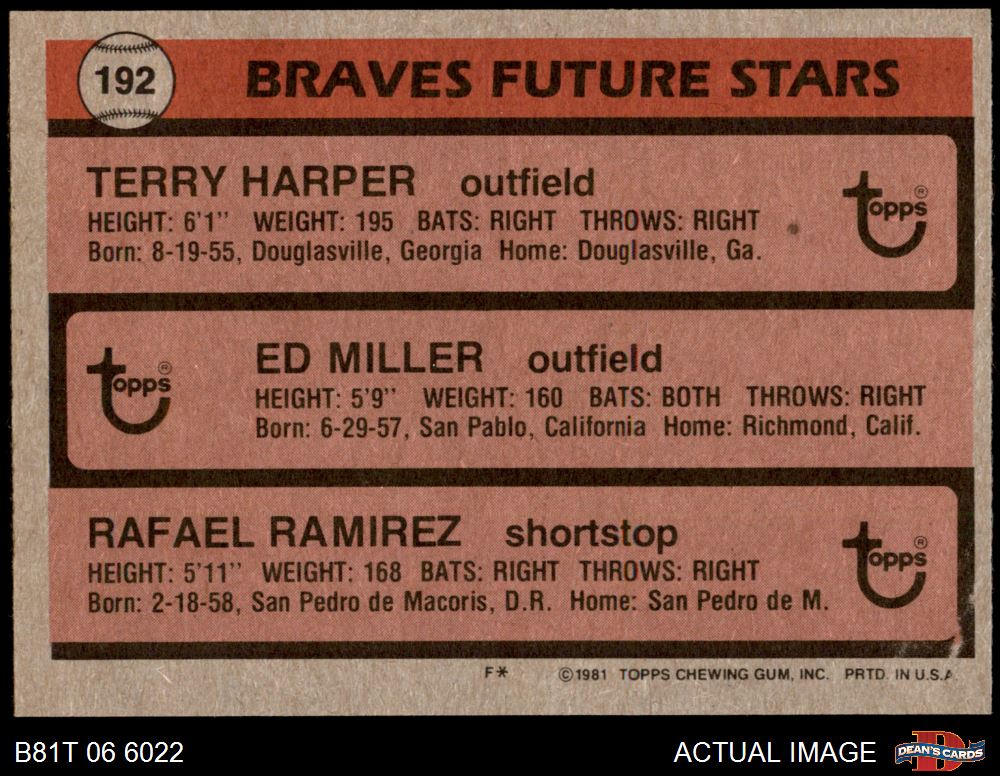 192
BRAVES FUTURE STARS
TERRY HARPER outfield
HEIGHT: 6'1" WEIGHT: 195 BATS: RIGHT THROWS: RIGHT
Born: 8-19-55, Douglasville, Georgia Home: Douglasville, Ga.
Topps®
ED MILLER outfield
HEIGHT: 5'9" WEIGHT: 160 BATS: BOTH THROWS: RIGHT
Born: 6-29-57, San Pablo, California Home: Richmond, Calif.
Topps®
RAFAEL RAMIREZ shortstop
HEIGHT: 5'11" WEIGHT: 168 BATS: RIGHT THROWS: RIGHT
Born: 2-18-58, San Pedro de Macoris, D.R. Home: San Pedro de M.
Topps®
F* ©1981 TOPPS CHEWING GUM, INC. PRTD. IN U.S.A.
B81T 06 6022 ACTUAL IMAGE DEAN'S CARDS